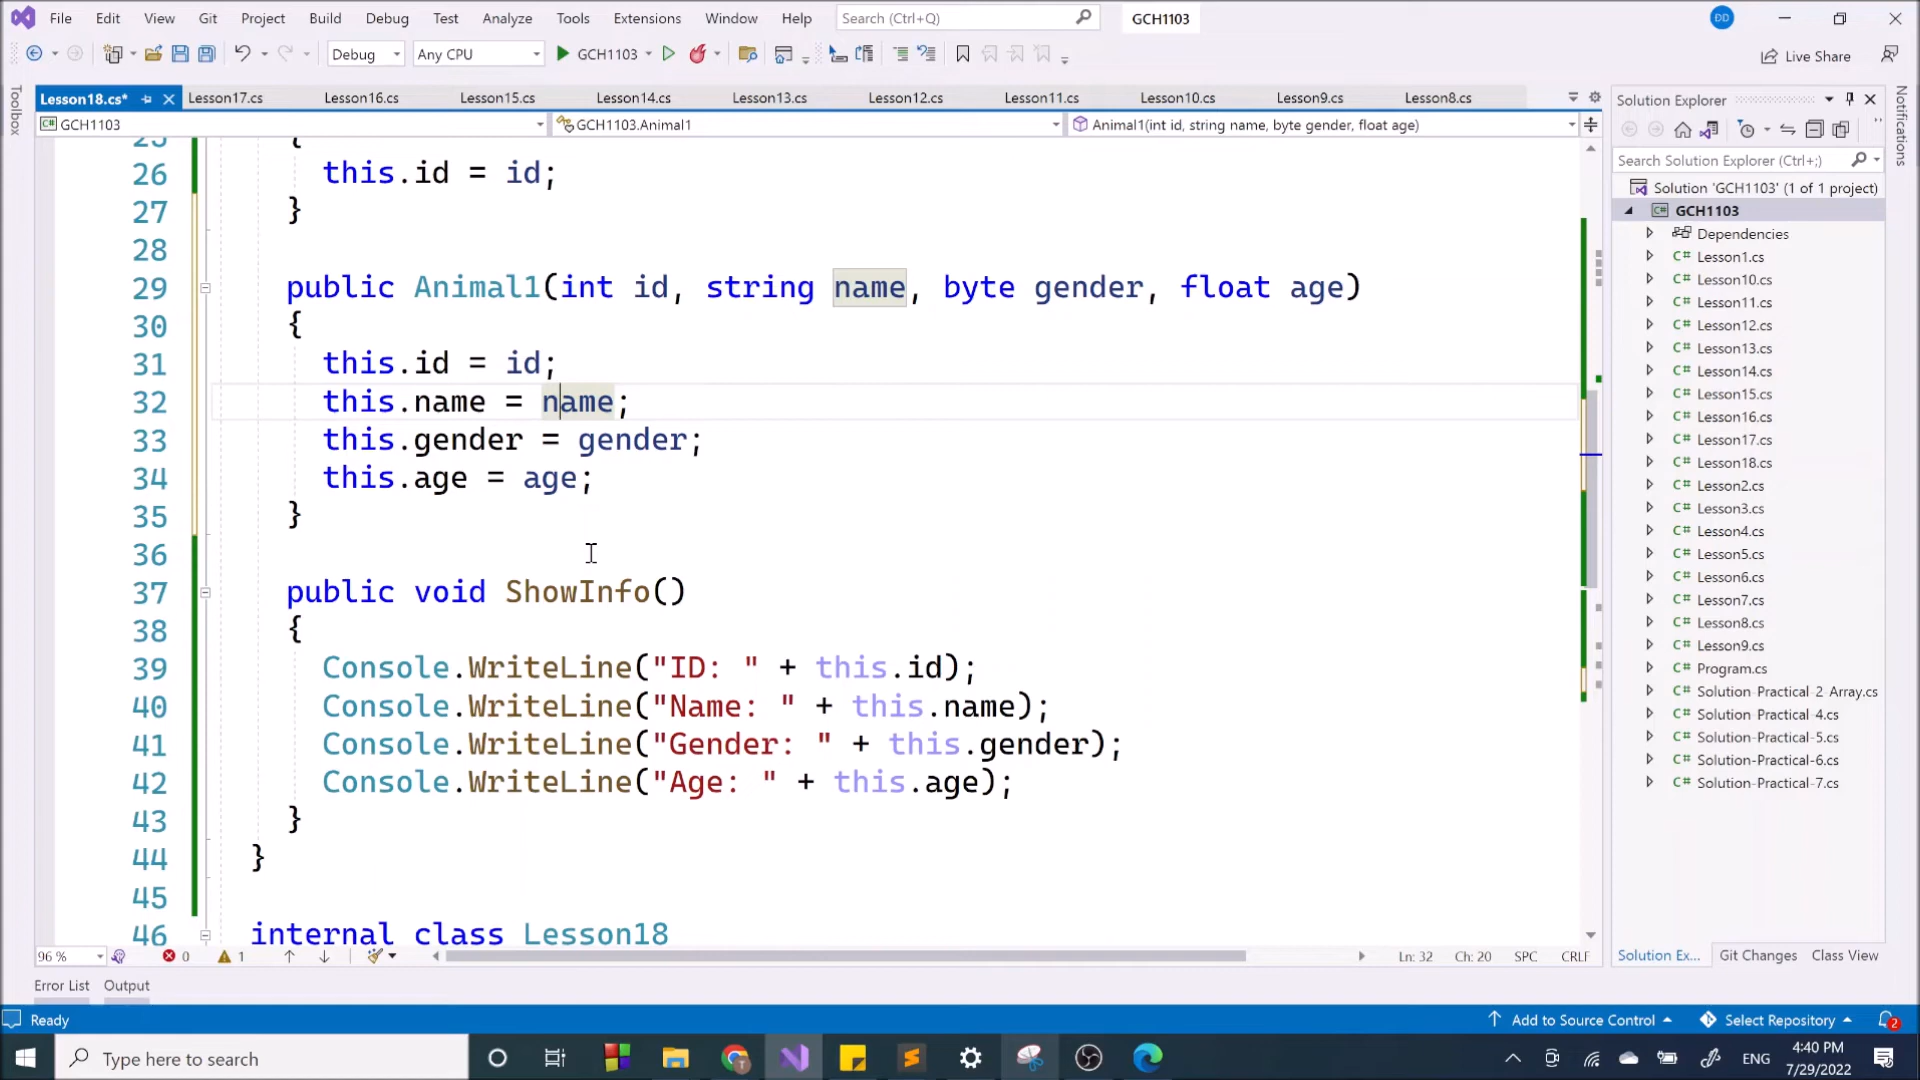 File Edit View Git Project Build Debug Test Analyze Tools Extensions Window Help Search (Ctrl+Q) GCH1103 ĐD
Debug Any CPU GCH1103 Live Share
Toolbox
Lesson18.cs* Lesson17.cs Lesson16.cs Lesson15.cs Lesson14.cs Lesson13.cs Lesson12.cs Lesson11.cs Lesson10.cs Lesson9.cs Lesson8.cs
GCH1103 GCH1103.Animal1 Animal1(int id, string name, byte gender, float age)
25 {
26 this.id = id;
27 }
28
29 public Animal1(int id, string name, byte gender, float age)
30 {
31 this.id = id;
32 this.name = name;
33 this.gender = gender;
34 this.age = age;
35 }
36
37 public void ShowInfo()
38 {
39 Console.WriteLine("ID: " + this.id);
40 Console.WriteLine("Name: " + this.name);
41 Console.WriteLine("Gender: " + this.gender);
42 Console.WriteLine("Age: " + this.age);
43 }
44 }
45
46 internal class Lesson18
96 % 0 1 Ln: 32 Ch: 20 SPC CRLF
Error List Output
Solution Explorer
Search Solution Explorer (Ctrl+;)
Solution 'GCH1103' (1 of 1 project)
GCH1103
Dependencies
C# Lesson1.cs
C# Lesson10.cs
C# Lesson11.cs
C# Lesson12.cs
C# Lesson13.cs
C# Lesson14.cs
C# Lesson15.cs
C# Lesson16.cs
C# Lesson17.cs
C# Lesson18.cs
C# Lesson2.cs
C# Lesson3.cs
C# Lesson4.cs
C# Lesson5.cs
C# Lesson6.cs
C# Lesson7.cs
C# Lesson8.cs
C# Lesson9.cs
C# Program.cs
C# Solution-Practical-2-Array.cs
C# Solution-Practical-4.cs
C# Solution-Practical-5.cs
C# Solution-Practical-6.cs
C# Solution-Practical-7.cs
Solution Ex... Git Changes Class View
Notifications
Ready Add to Source Control Select Repository 2
Type here to search ENG 4:40 PM
7/29/2022